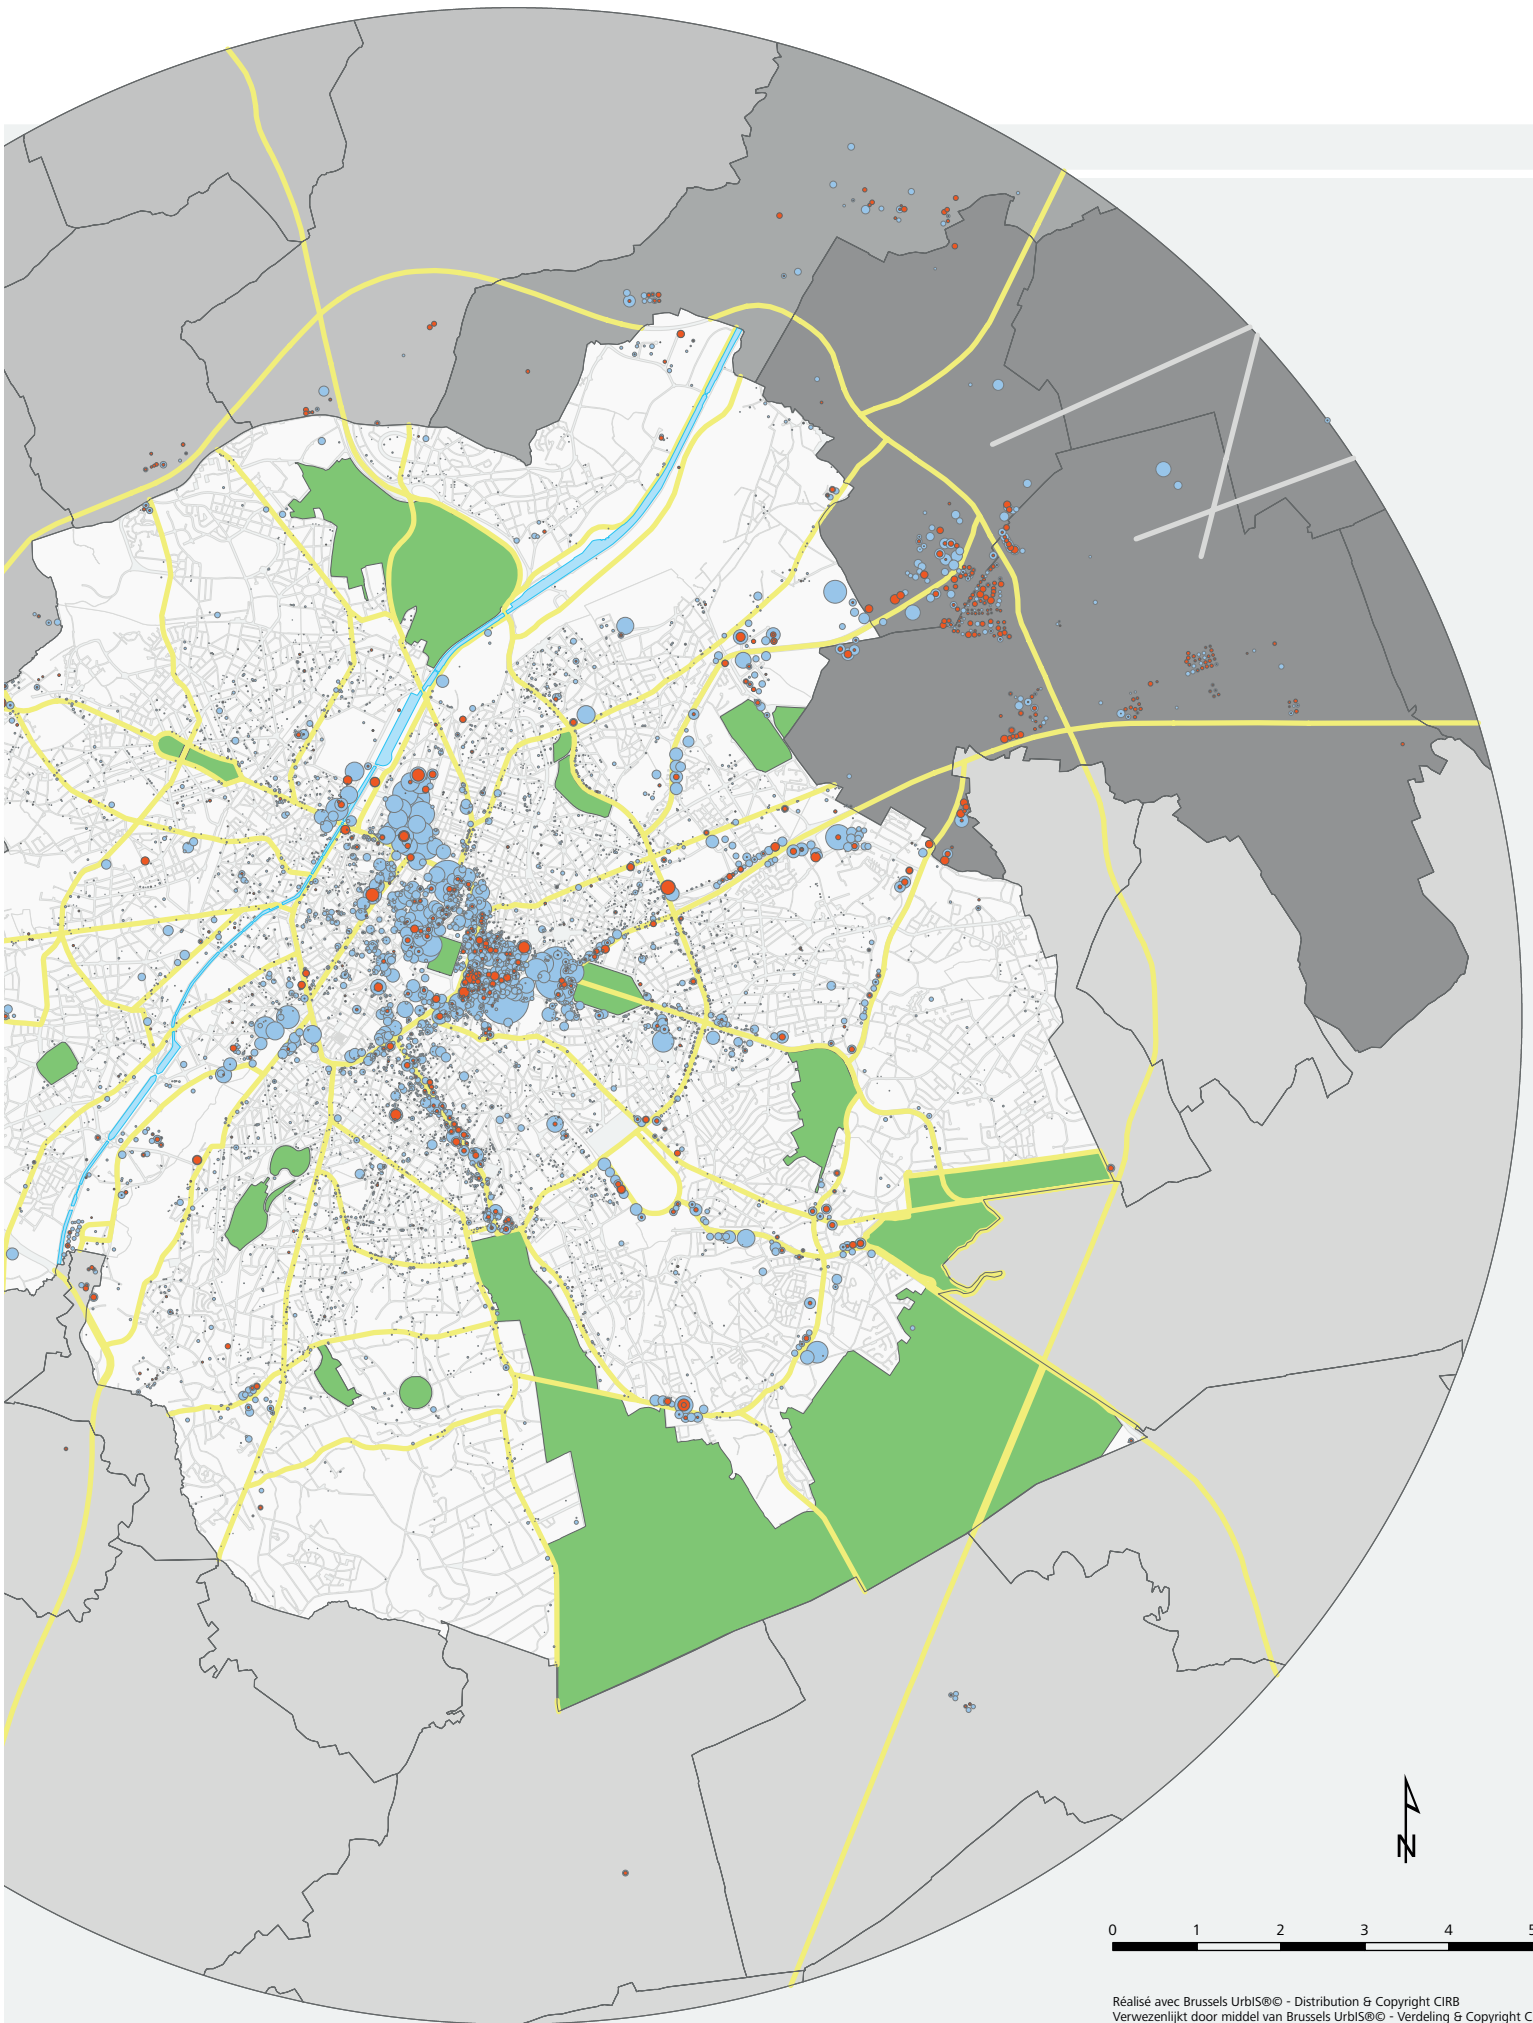 N
0 1 2 3 4 5
Réalisé avec Brussels UrbIS®© - Distribution & Copyright CIRB
Verwezenlijkt door middel van Brussels UrbIS®© - Verdeling & Copyright C